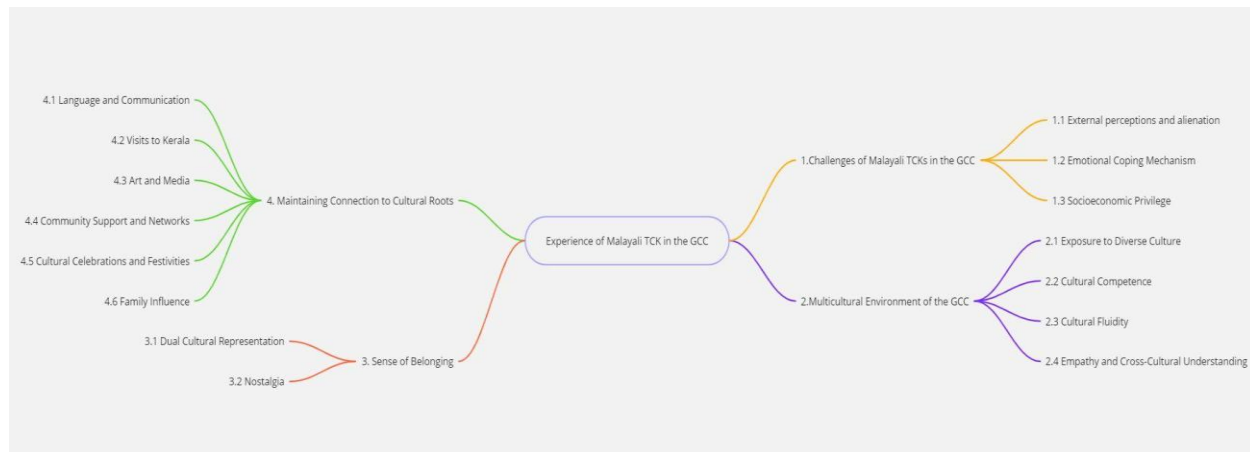 Experience of Malayali TCK in the GCC
1.Challenges of Malayali TCKs in the GCC
1.1 External perceptions and alienation
1.2 Emotional Coping Mechanism
1.3 Socioeconomic Privilege
2.Multicultural Environment of the GCC
2.1 Exposure to Diverse Culture
2.2 Cultural Competence
2.3 Cultural Fluidity
2.4 Empathy and Cross-Cultural Understanding
3. Sense of Belonging
3.1 Dual Cultural Representation
3.2 Nostalgia
4. Maintaining Connection to Cultural Roots
4.1 Language and Communication
4.2 Visits to Kerala
4.3 Art and Media
4.4 Community Support and Networks
4.5 Cultural Celebrations and Festivities
4.6 Family Influence